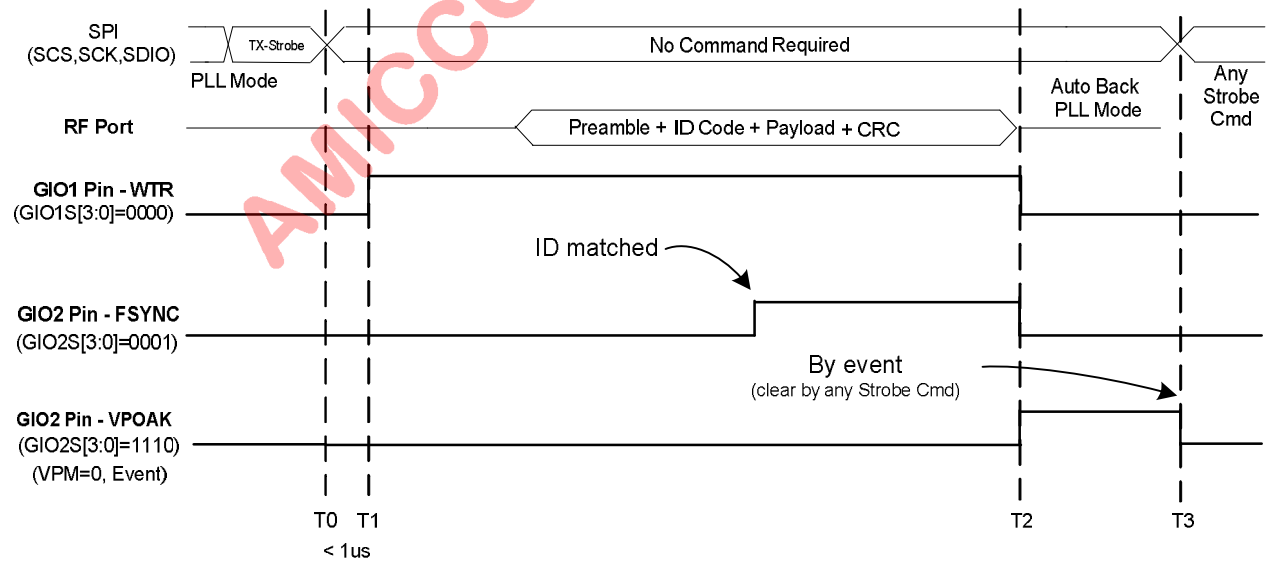 SPI
(SCS,SCK,SDIO)
TX-Strobe
No Command Required
PLL Mode
Auto Back
PLL Mode
Any
Strobe
Cmd
RF Port
Preamble + ID Code + Payload + CRC
GIO1 Pin - WTR
(GIO1S[3:0]=0000)
ID matched
GIO2 Pin - FSYNC
(GIO2S[3:0]=0001)
By event
(clear by any Strobe Cmd)
GIO2 Pin - VPOAK
(GIO2S[3:0]=1110)
(VPM=0, Event)
T0
T1
T2
T3
< 1us
AMICCO